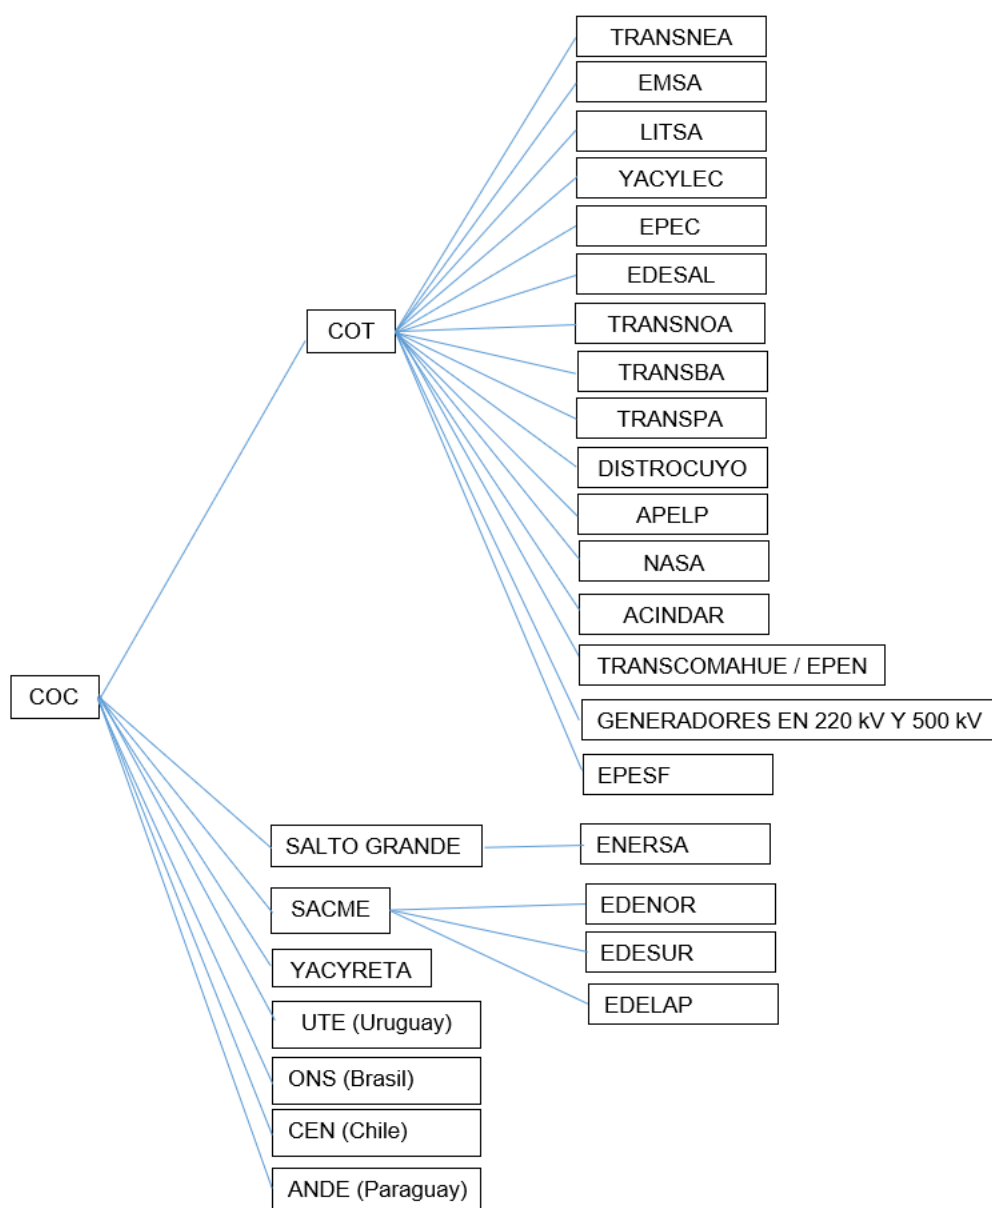 TRANSNEA
EMSA
LITSA
YACYLEC
EPEC
EDESAL
COT
TRANSNOA
TRANSBA
TRANSPA
DISTROCUYO
APELP
NASA
ACINDAR
TRANSCOMAHUE / EPEN
COC
GENERADORES EN 220 kV Y 500 kV
EPESF
SALTO GRANDE
ENERSA
SACME
EDENOR
EDESUR
YACYRETA
EDELAP
UTE (Uruguay)
ONS (Brasil)
CEN (Chile)
ANDE (Paraguay)